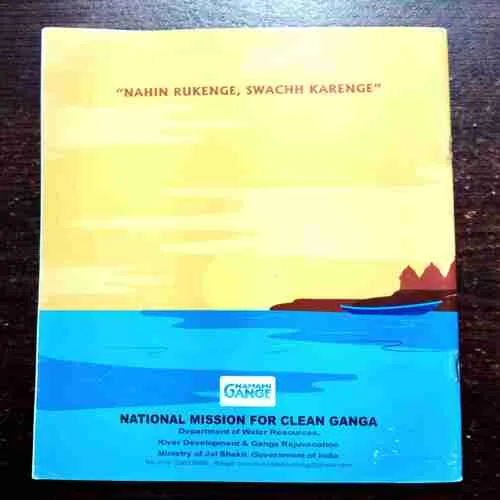 "NAHIN RUKENGE, SWACHH KARENGE"
NAMAMI
GANGE
NATIONAL MISSION FOR CLEAN GANGA
Department of Water Resources,
River Development & Ganga Rejuvenation
Ministry of Jal Shakti, Government of India